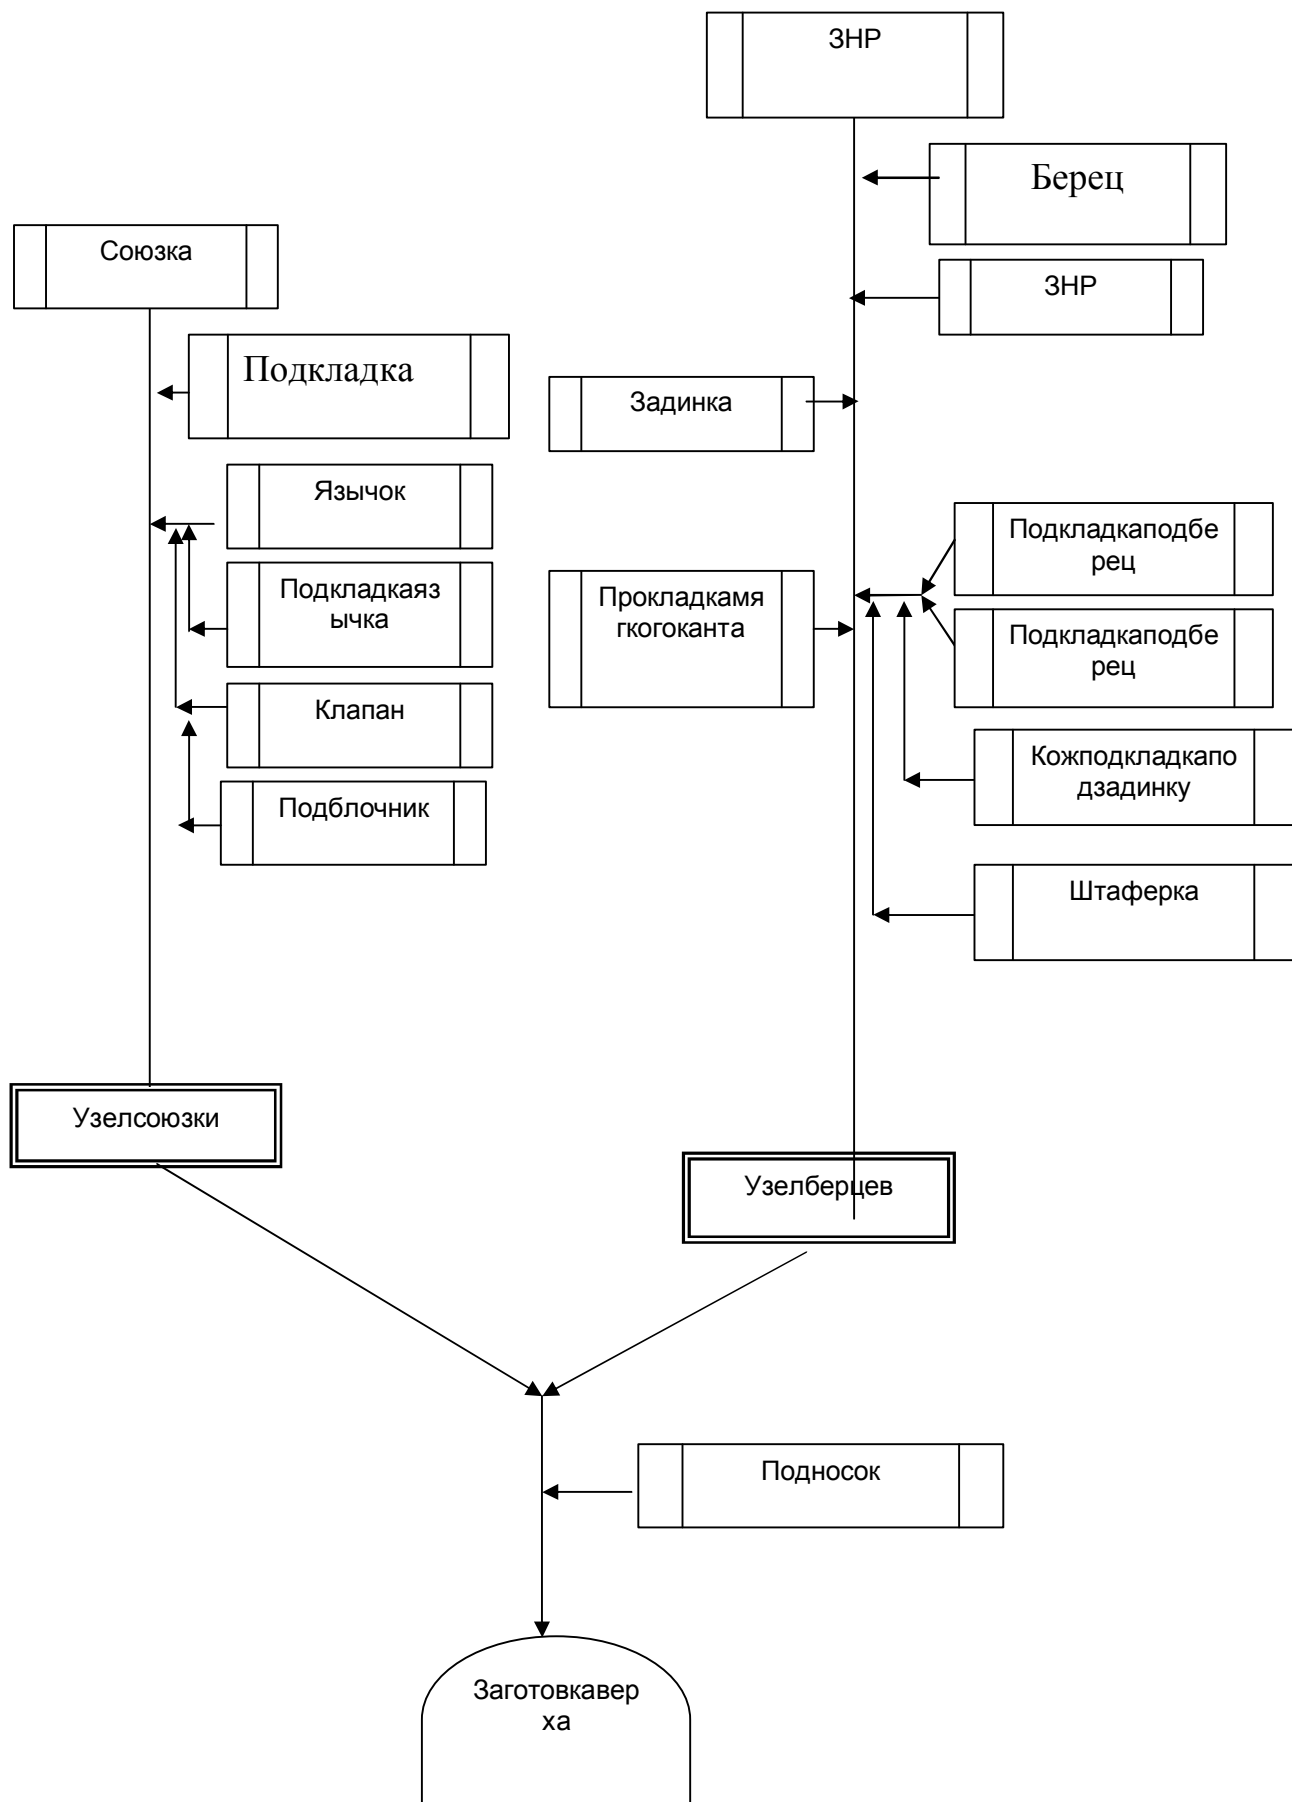 ЗНР
Берец
Союзка
ЗНР
Подкладка
Задинка
Язычок
Подкладкаподбе
рец
Подкладкаяз
ычка
Прокладкамя
гкогоканта
Подкладкаподбе
рец
Клапан
Кожподкладкапо
дзадинку
Подблочник
Штаферка
Узелсоюзки
Узелберцев
Подносок
Заготовкавер
ха